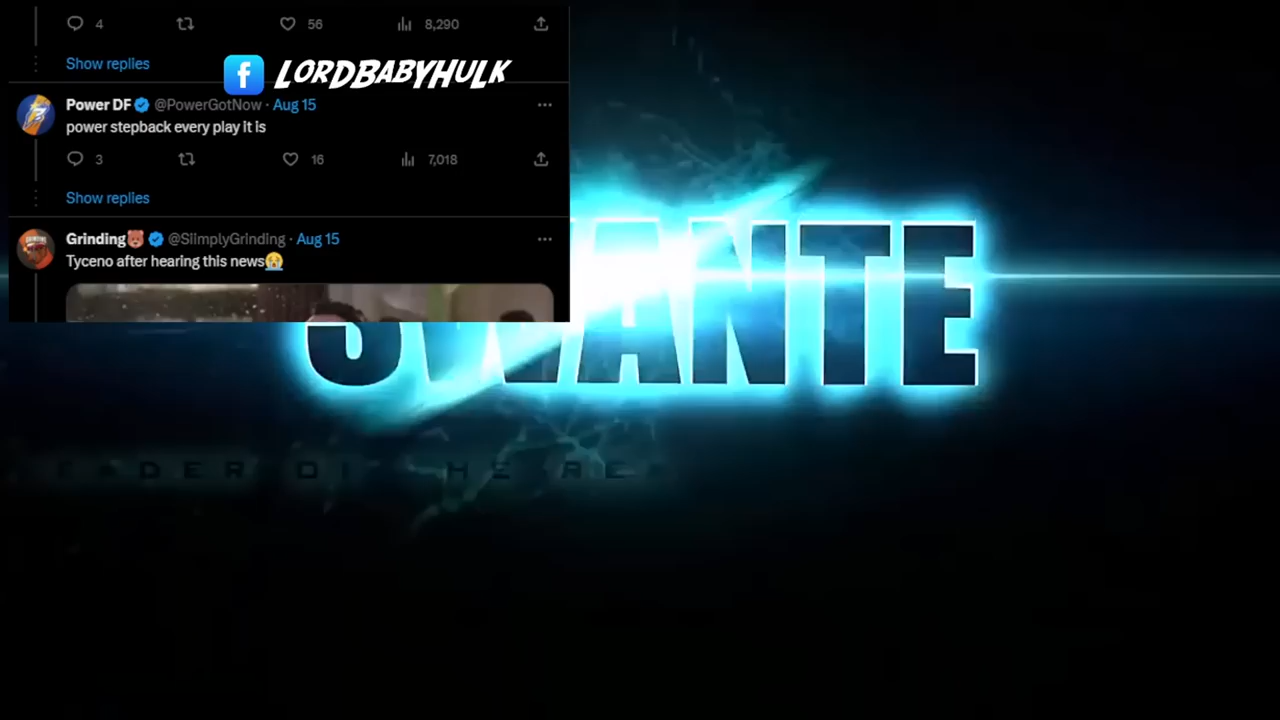 4 56 8,290
Show replies
LORDBABYHULK
Power DF @PowerGotNow · Aug 15
power stepback every play it is
3 16 7,018
Show replies
Grinding🐻 @SiimplyGrinding · Aug 15
Tyceno after hearing this news😭